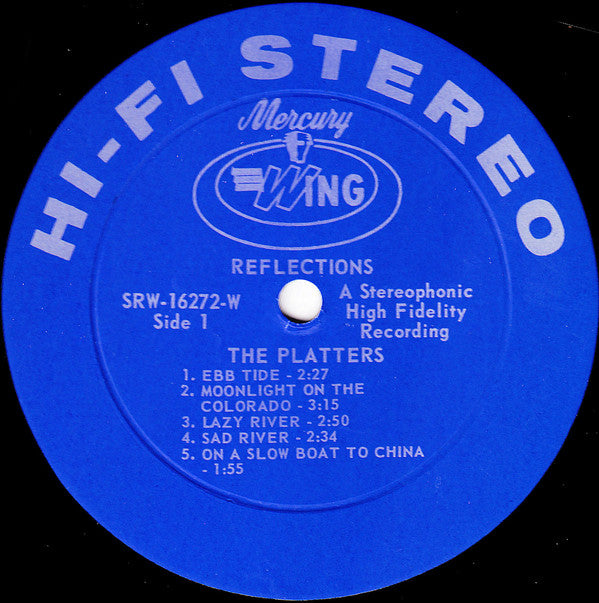 HI-FI STEREO
Mercury
WING
REFLECTIONS
SRW-16272-W
Side 1
A Stereophonic
High Fidelity
Recording
THE PLATTERS
1. EBB TIDE - 2:27
2. MOONLIGHT ON THE
COLORADO - 3:15
3. LAZY RIVER - 2:50
4. SAD RIVER - 2:34
5. ON A SLOW BOAT TO CHINA
- 1:55